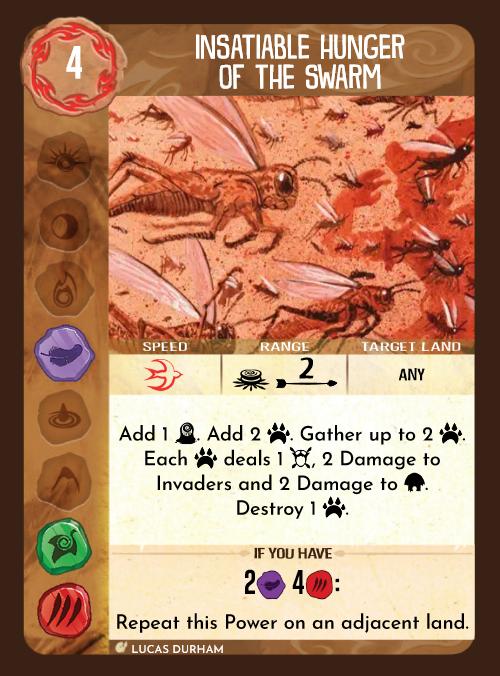 4
INSATIABLE HUNGER
OF THE SWARM
SPEED RANGE TARGET LAND
2 ANY
Add 1 . Add 2 . Gather up to 2 .
Each deals 1 , 2 Damage to
Invaders and 2 Damage to .
Destroy 1 .
IF YOU HAVE
2 4 :
Repeat this Power on an adjacent land.
LUCAS DURHAM